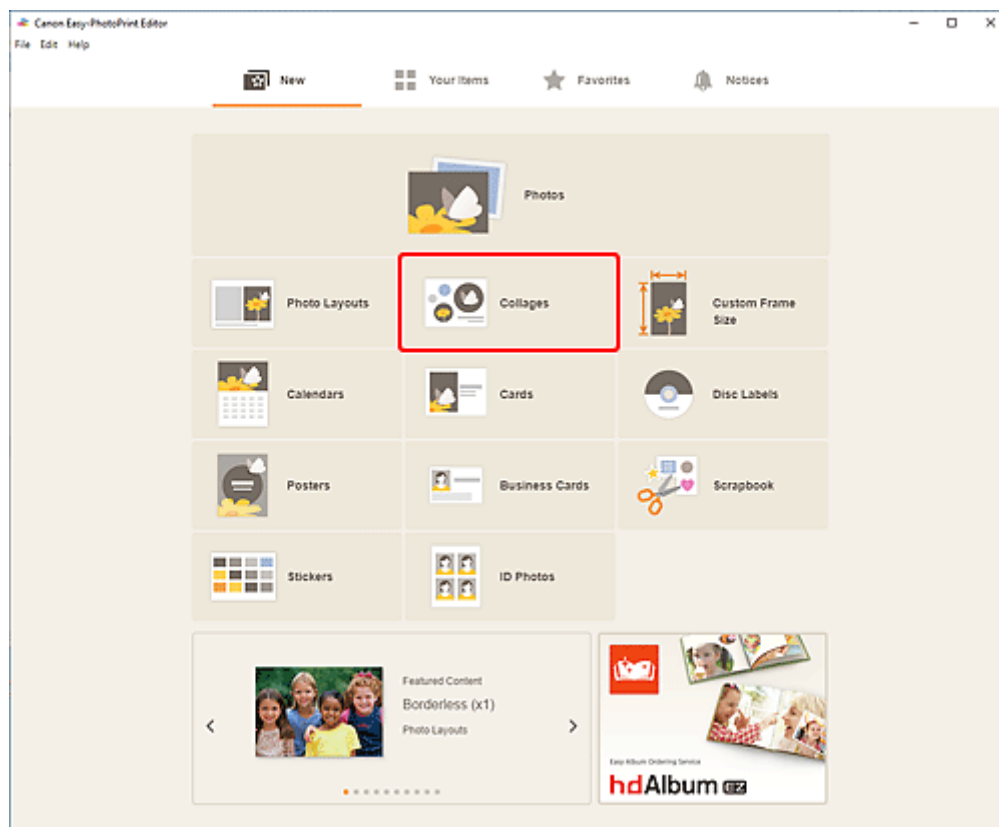 Canon Easy-PhotoPrint Editor
File Edit Help
New
Your Items
Favorites
Notices
Photos
Photo Layouts
Collages
Custom Frame
Size
Calendars
Cards
Disc Labels
Posters
Business Cards
Scrapbook
Stickers
ID Photos
Featured Content
Borderless (x1)
Photo Layouts
Easy Album Ordering Service
hdAlbum EZ